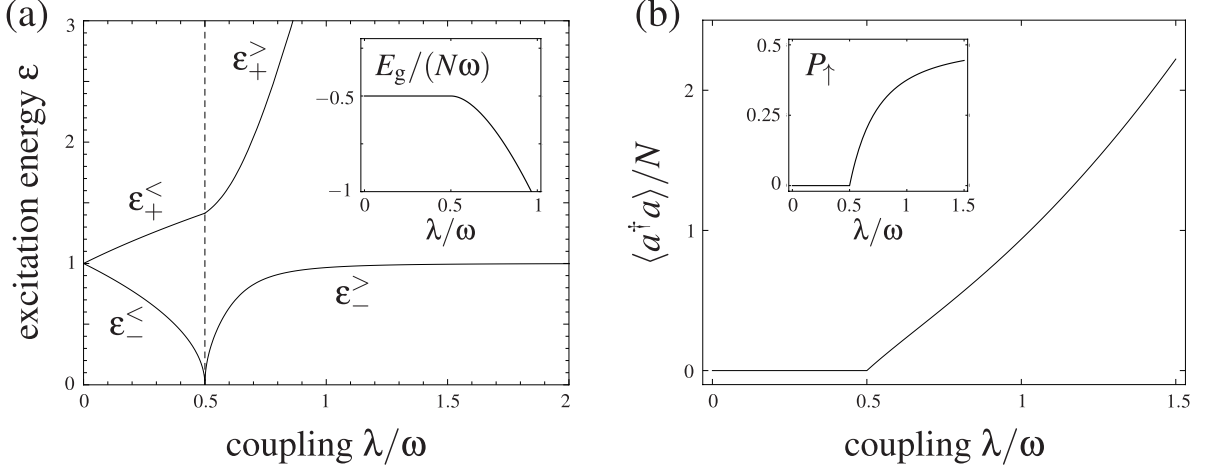 (a)
excitation energy ε
3
2
1
0
ε₊^>
ε₊^<
ε₋^<
ε₋^>
E_g/(Nω)
−0.5
−1
0 0.5 1
λ/ω
0 0.5 1 1.5 2
coupling λ/ω
(b)
⟨a†a⟩/N
2
1
0
0.5
0.25
0
P↑
0 0.5 1 1.5
λ/ω
0 0.5 1 1.5
coupling λ/ω